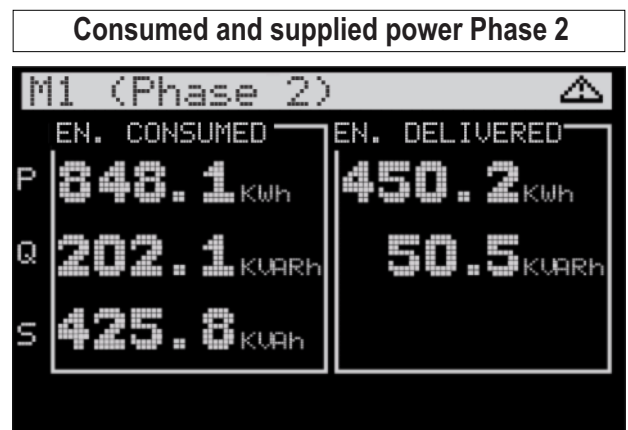 Consumed and supplied power Phase 2
M1 (Phase 2)
EN. CONSUMED EN. DELIVERED
P 848.1 KWh 450.2 KWh
Q 202.1 KVARh 50.5 KVARh
S 425.8 KVAh